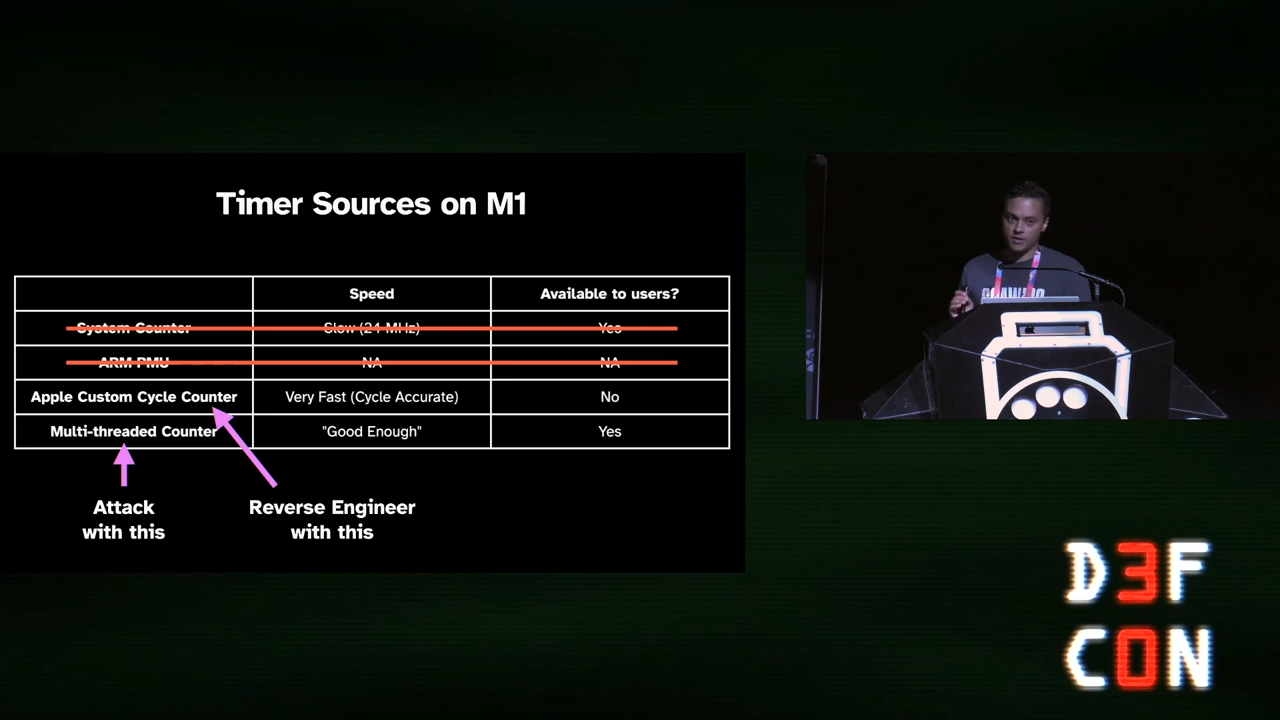 Timer Sources on M1
Speed Available to users?
System Counter Slow (24 MHz) Yes
ARM PMU NA NA
Apple Custom Cycle Counter Very Fast (Cycle Accurate) No
Multi-threaded Counter "Good Enough" Yes
Attack
with this
Reverse Engineer
with this
D3F
C0N